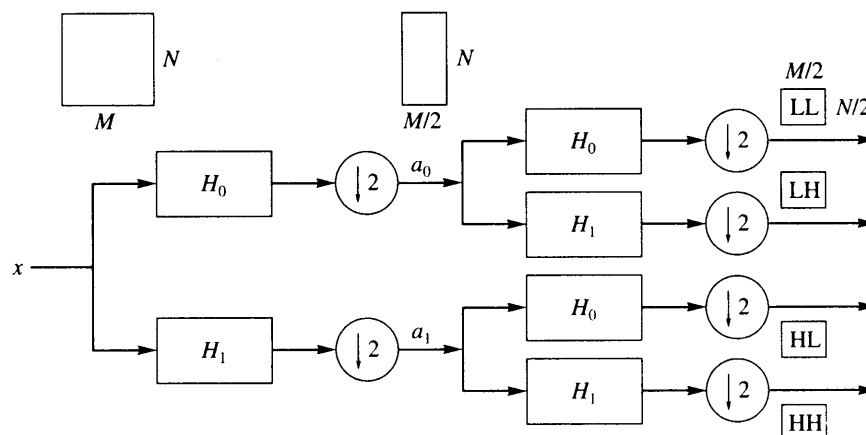 N
M
N
M/2
M/2
LL
N/2
H₀
↓2
H₀
↓2
a₀
LH
H₁
↓2
x
H₀
↓2
H₁
↓2
a₁
HL
H₁
↓2
HH